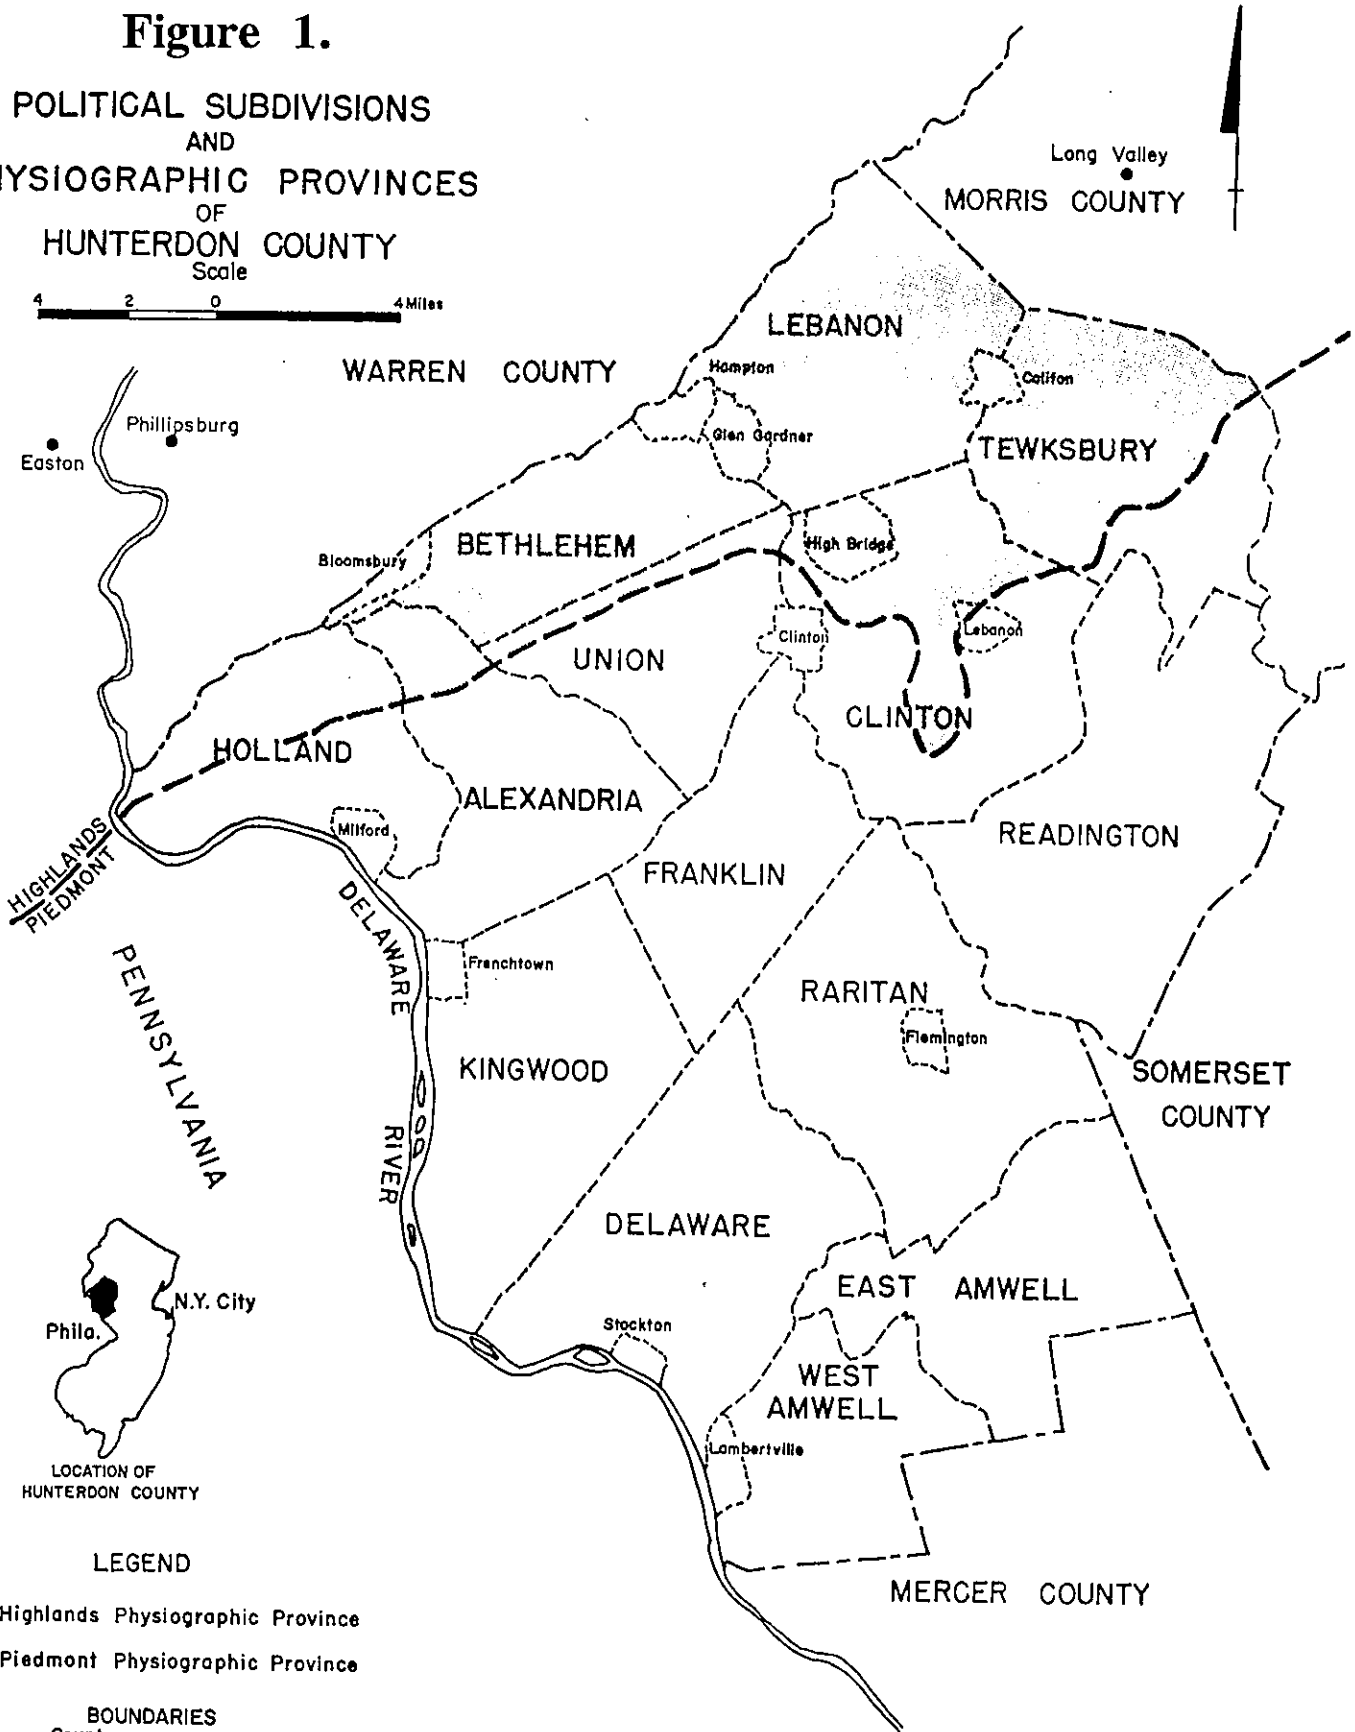 Figure 1.
POLITICAL SUBDIVISIONS
AND
HYSIOGRAPHIC PROVINCES
OF
HUNTERDON COUNTY
Scale
4 2 0 4 Miles
Long Valley
MORRIS COUNTY
LEBANON
WARREN COUNTY
Hampton
Califon
Phillipsburg
Easton
Glen Gardner
TEWKSBURY
BETHLEHEM
High Bridge
Bloomsbury
Clinton
Lebanon
UNION
CLINTON
HOLLAND
ALEXANDRIA
Milford
READINGTON
HIGHLANDS
PIEDMONT
FRANKLIN
DELAWARE
RIVER
Frenchtown
PENNSYLVANIA
RARITAN
Flemington
KINGWOOD
SOMERSET
COUNTY
DELAWARE
EAST AMWELL
N.Y. City
Phila.
Stockton
WEST
AMWELL
Lambertville
LOCATION OF
HUNTERDON COUNTY
LEGEND
Highlands Physiographic Province
Piedmont Physiographic Province
MERCER COUNTY
BOUNDARIES